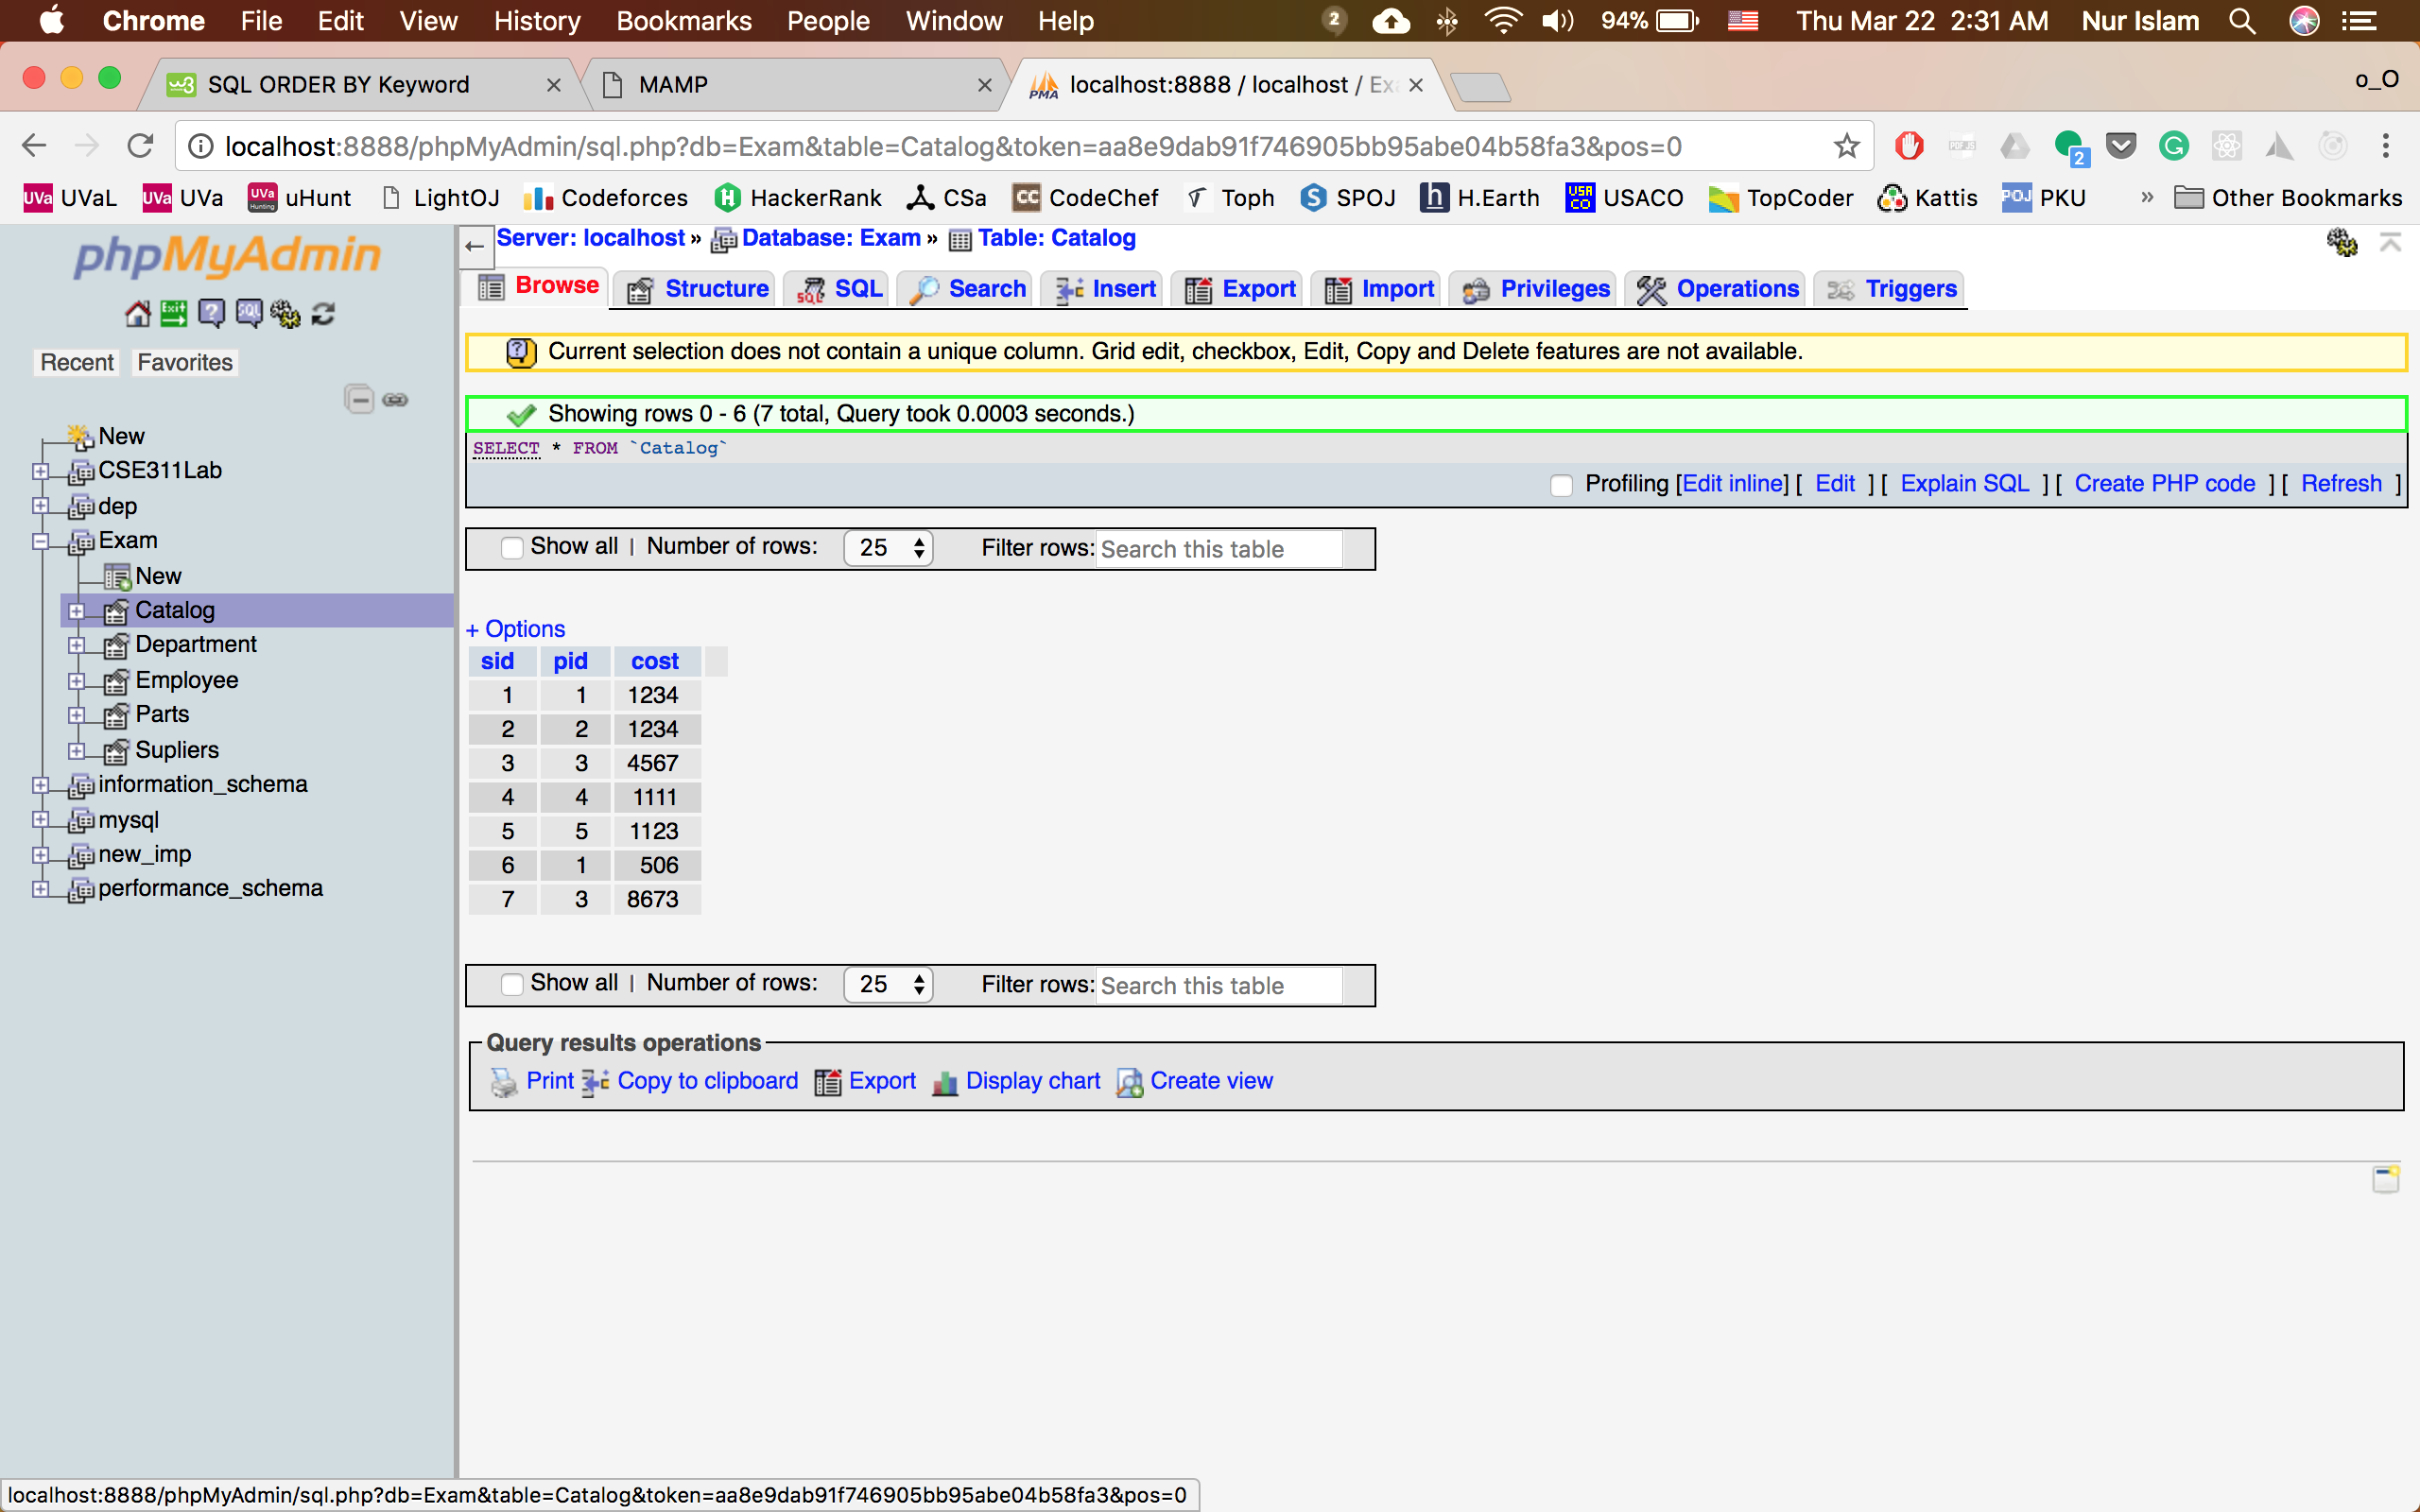 Chrome File Edit View History Bookmarks People Window Help 2 94% Thu Mar 22 2:31 AM Nur Islam
SQL ORDER BY Keyword MAMP localhost:8888 / localhost / Ex o_O
localhost:8888/phpMyAdmin/sql.php?db=Exam&table=Catalog&token=aa8e9dab91f746905bb95abe04b58fa3&pos=0 2
UVaL UVa uHunt LightOJ Codeforces HackerRank CSa CodeChef Toph SPOJ H.Earth USACO TopCoder Kattis PKU » Other Bookmarks
phpMyAdmin
Recent Favorites
New
CSE311Lab
dep
Exam
New
Catalog
Department
Employee
Parts
Supliers
information_schema
mysql
new_imp
performance_schema
Server: localhost » Database: Exam » Table: Catalog
Browse Structure SQL Search Insert Export Import Privileges Operations Triggers
Current selection does not contain a unique column. Grid edit, checkbox, Edit, Copy and Delete features are not available.
Showing rows 0 - 6 (7 total, Query took 0.0003 seconds.)
SELECT * FROM `Catalog`
Profiling [Edit inline] [ Edit ] [ Explain SQL ] [ Create PHP code ] [ Refresh ]
Show all | Number of rows: 25 Filter rows: Search this table
+ Options
sid pid cost
1 1 1234
2 2 1234
3 3 4567
4 4 1111
5 5 1123
6 1 506
7 3 8673
Show all | Number of rows: 25 Filter rows: Search this table
Query results operations
Print Copy to clipboard Export Display chart Create view
localhost:8888/phpMyAdmin/sql.php?db=Exam&table=Catalog&token=aa8e9dab91f746905bb95abe04b58fa3&pos=0